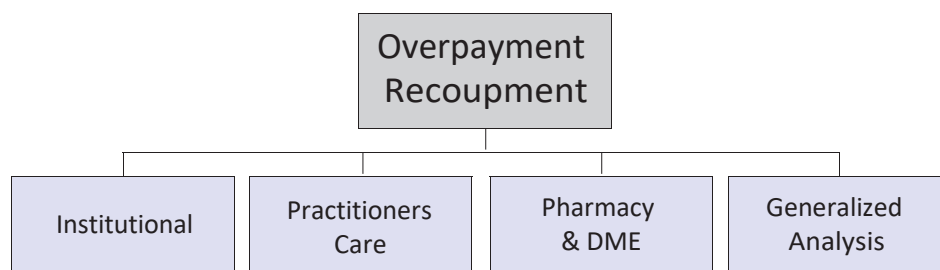 Overpayment
Recoupment
Institutional
Practitioners
Care
Pharmacy
& DME
Generalized
Analysis